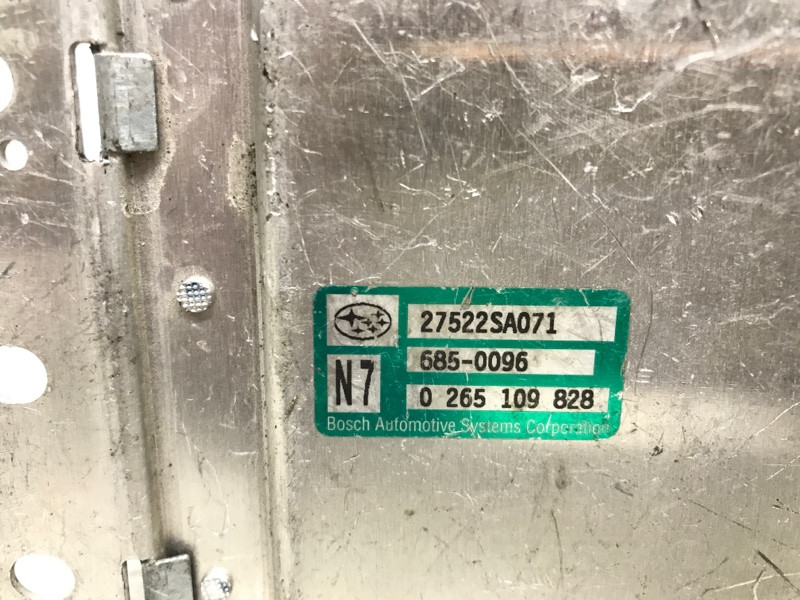 27522SA071
685-0096
N7
0 265 109 828
Bosch Automotive Systems Corporation